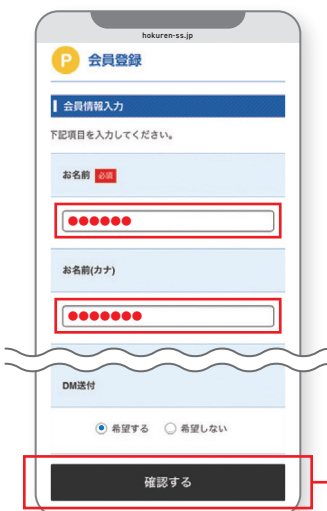 hokuren-ss.jp
P 会員登録
会員情報入力
下記項目を入力してください。
お名前 必須
●●●●●●
お名前(カナ)
●●●●●●●
DM送付
希望する 希望しない
確認する